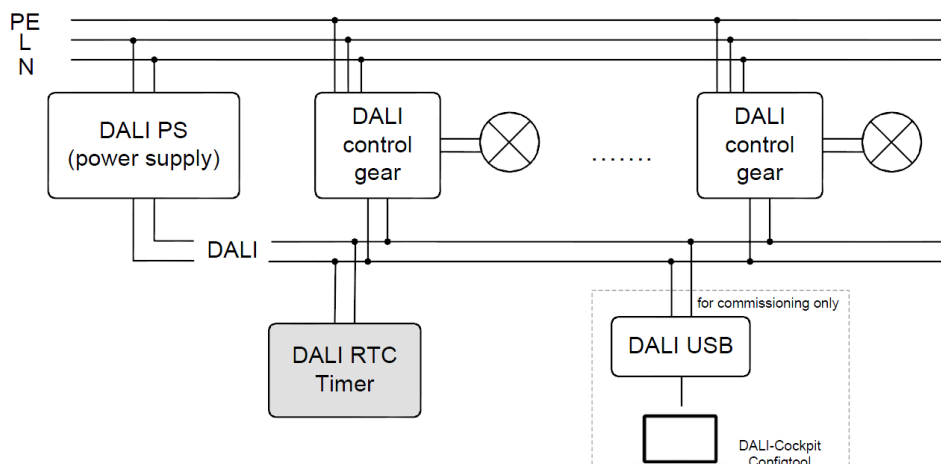 PE
L
N
DALI PS
(power supply)
DALI
control
gear
.......
DALI
control
gear
DALI
for commissioning only
DALI RTC
Timer
DALI USB
DALI-Cockpit
Configtool